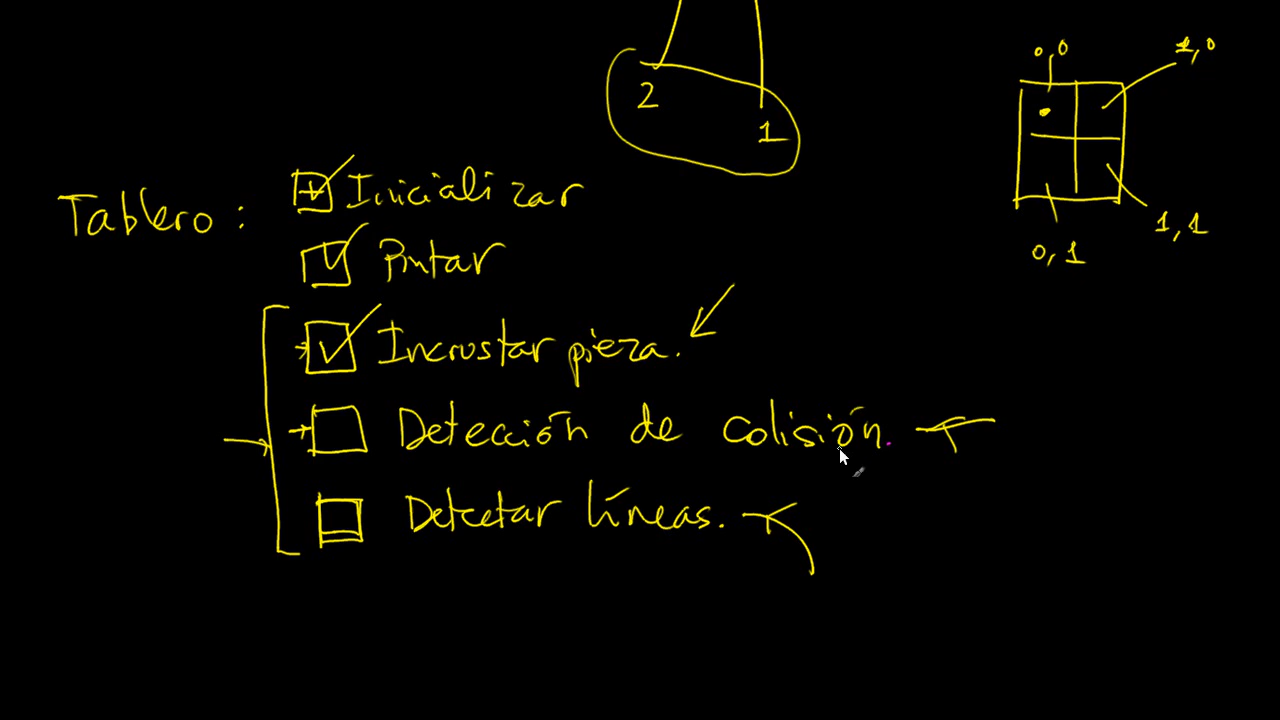 0,0
1,0
2
1
1,1
0,1
Tablero:
Inicializar
Pintar
Incrustar pieza.
Detección de colisión.
Detectar líneas.